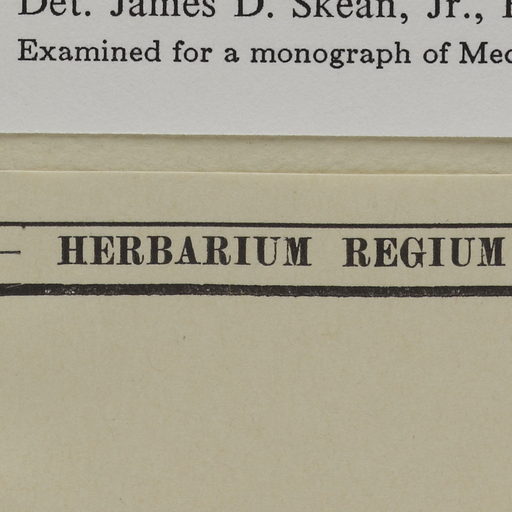 Det. James D. Skean, Jr.,
Examined for a monograph of
— HERBARIUM REGIUM